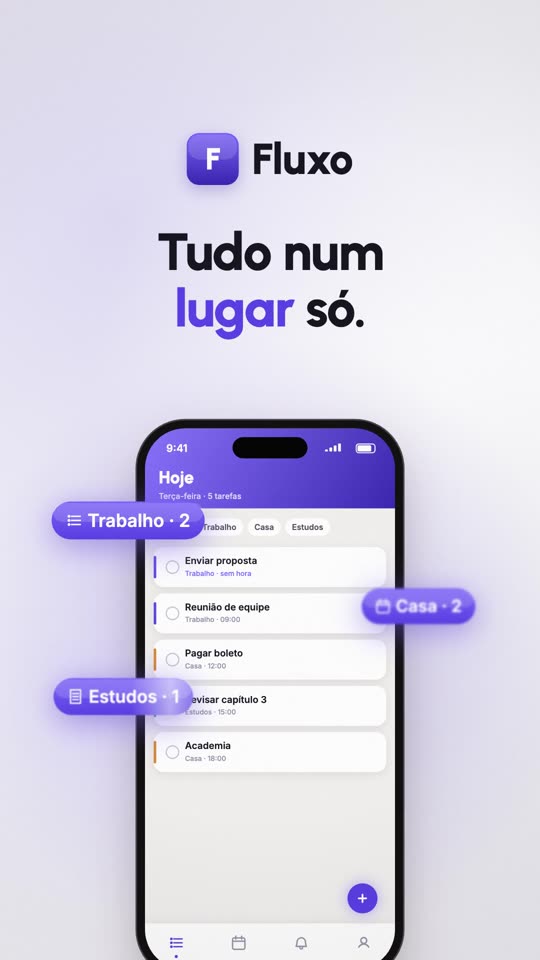 F
Fluxo
Tudo num
lugar só.
9:41
Hoje
Terça-feira · 5 tarefas
Trabalho · 2
Trabalho
Casa
Estudos
Enviar proposta
Trabalho · sem hora
Reunião de equipe
Trabalho · 09:00
Casa · 2
Pagar boleto
Casa · 12:00
Estudos · 1
evisar capítulo 3
Estudos · 15:00
Academia
Casa · 18:00
+